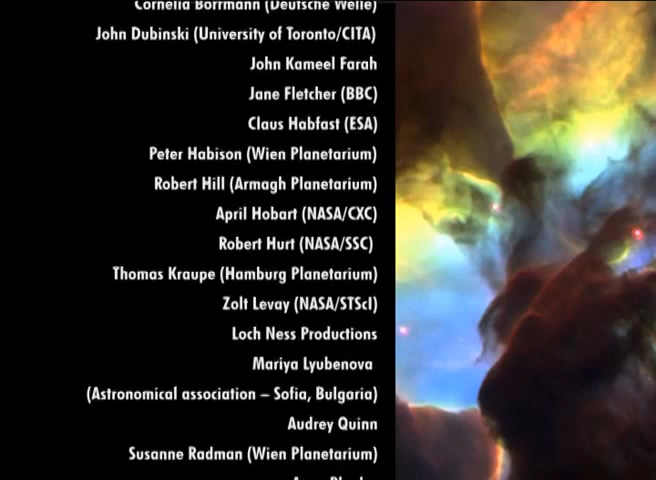 Cornelia Borrmann (Deutsche Welle)
John Dubinski (University of Toronto/CITA)
John Kameel Farah
Jane Fletcher (BBC)
Claus Habfast (ESA)
Peter Habison (Wien Planetarium)
Robert Hill (Armagh Planetarium)
April Hobart (NASA/CXC)
Robert Hurt (NASA/SSC)
Thomas Kraupe (Hamburg Planetarium)
Zolt Levay (NASA/STScI)
Loch Ness Productions
Mariya Lyubenova
(Astronomical association – Sofia, Bulgaria)
Audrey Quinn
Susanne Radman (Wien Planetarium)